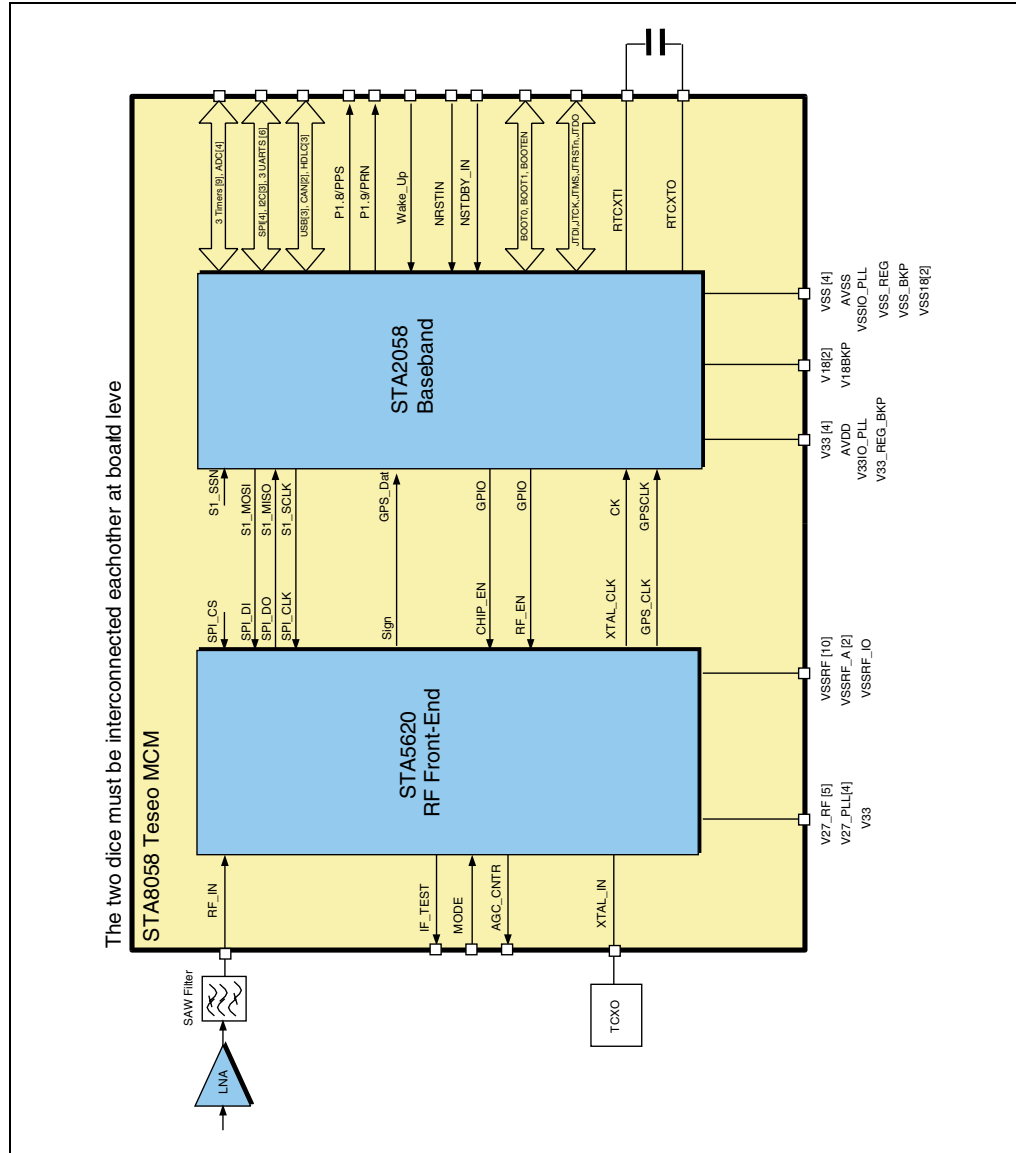 The two dice must be interconnected eachother at board leve
STA8058 Teseo MCM
LNA
SAW Filter
RF_IN
IF_TEST
MODE
AGC_CNTR
XTAL_IN
TCXO
STA5620
RF Front-End
V27_RF [5]
V27_PLL[4]
V33
VSSRF [10]
VSSRF_A [2]
VSSRF_IO
SPI_CS
S1_SSN
SPI_DI
S1_MOSI
SPI_DO
S1_MISO
SPI_CLK
S1_SCLK
Sign
GPS_Dat
CHIP_EN
GPIO
RF_EN
GPIO
XTAL_CLK
CK
GPS_CLK
GPSCLK
STA2058
Baseband
V33 [4]
AVDD
V33IO_PLL
V33_REG_BKP
V18[2]
V18BKP
VSS [4]
AVSS
VSSIO_PLL
VSS_REG
VSS_BKP
VSS18[2]
3 Timers [9], ADC[4]
SPI[4], I2C[3], 3 UARTS [6]
USB[3], CAN[2], HDLC[3]
P1.8/PPS
P1.9/PRN
Wake_Up
NRSTIN
NSTDBY_IN
BOOT0, BOOT1, BOOTEN
JTDI,JTCK,JTMS,JTRSTn,JTDO
RTCXTI
RTCXTO